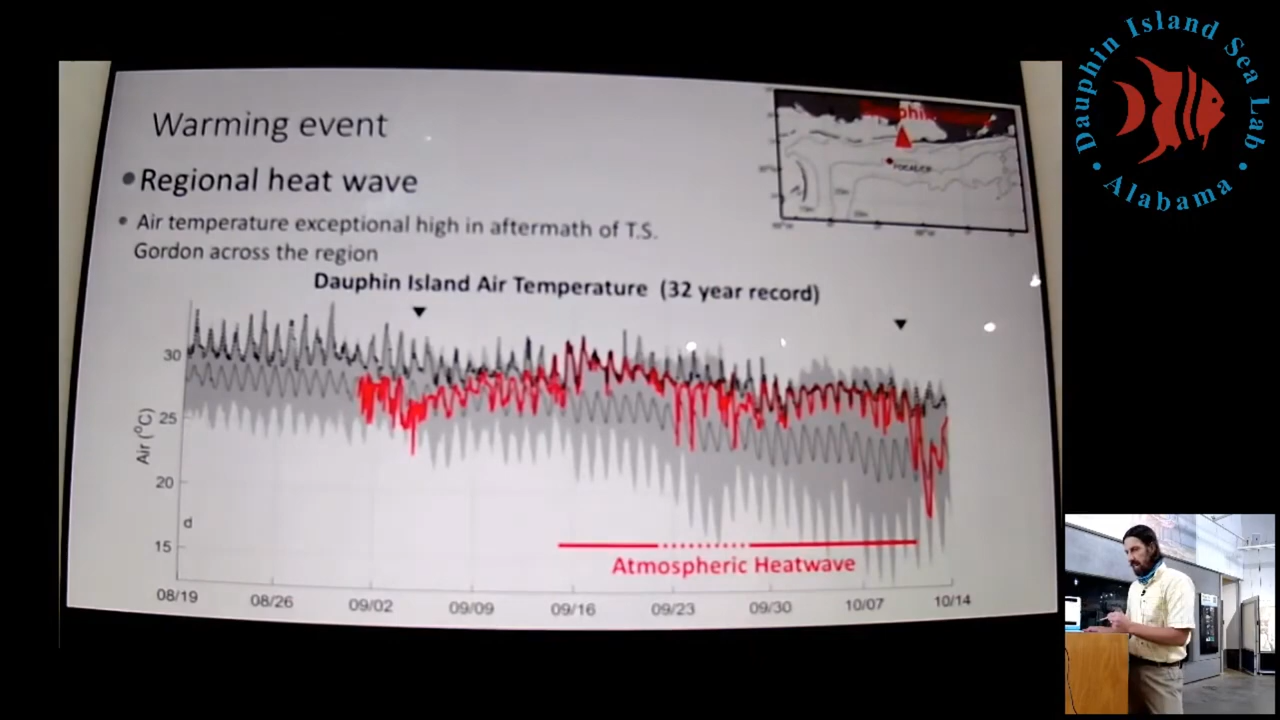 Warming event
Regional heat wave
Air temperature exceptional high in aftermath of T.S.
Gordon across the region
Dauphin Island Air Temperature (32 year record)
Air (°C)
30
25
20
15
d
Atmospheric Heatwave
08/19
08/26
09/02
09/09
09/16
09/23
09/30
10/07
10/14
Dauphin Island Sea Lab
Alabama